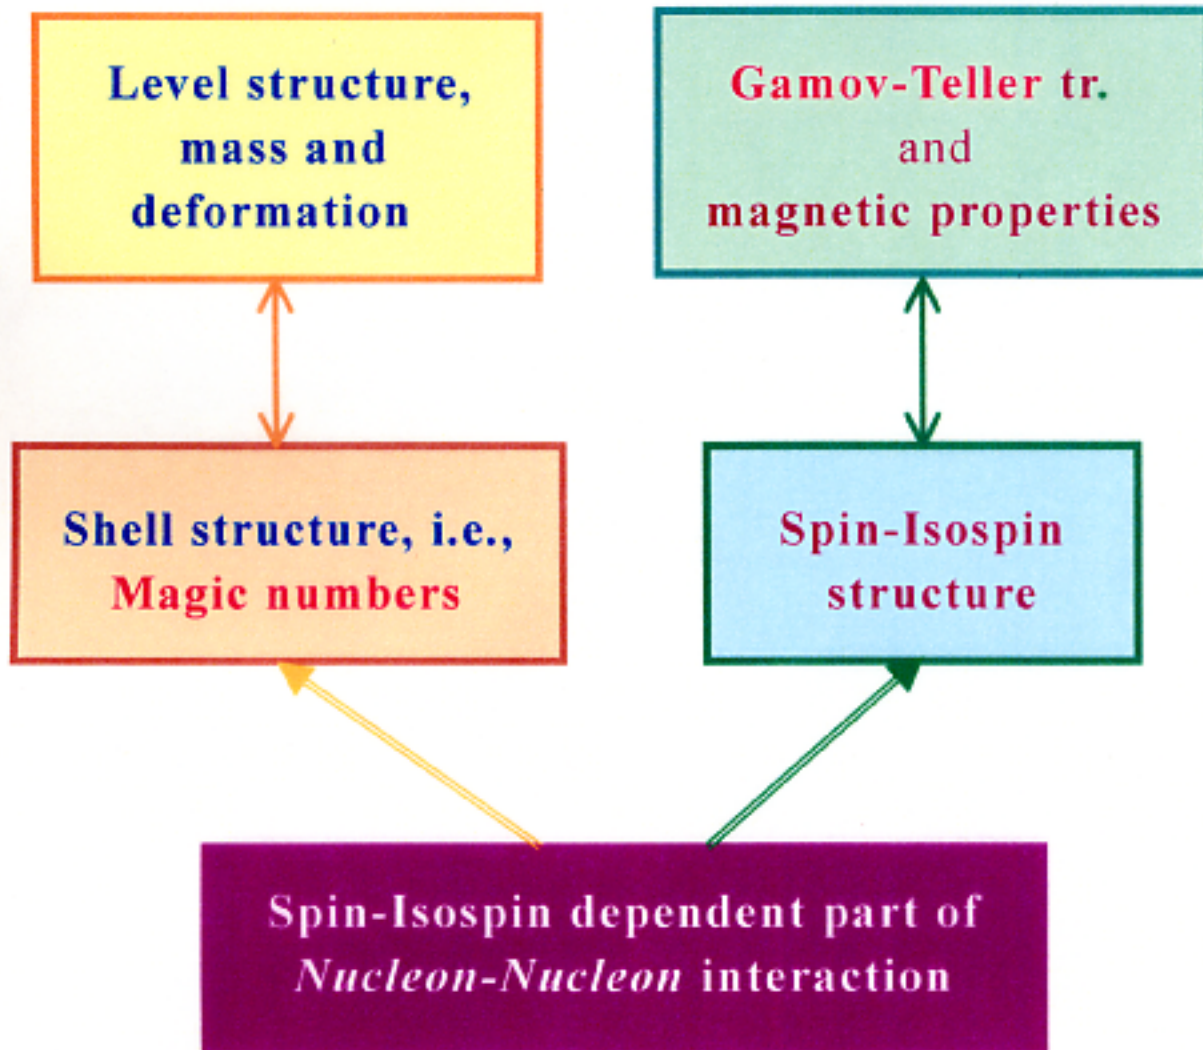 Level structure,
mass and
deformation
Gamov-Teller tr.
and
magnetic properties
Shell structure, i.e.,
Magic numbers
Spin-Isospin
structure
Spin-Isospin dependent part of
Nucleon-Nucleon interaction